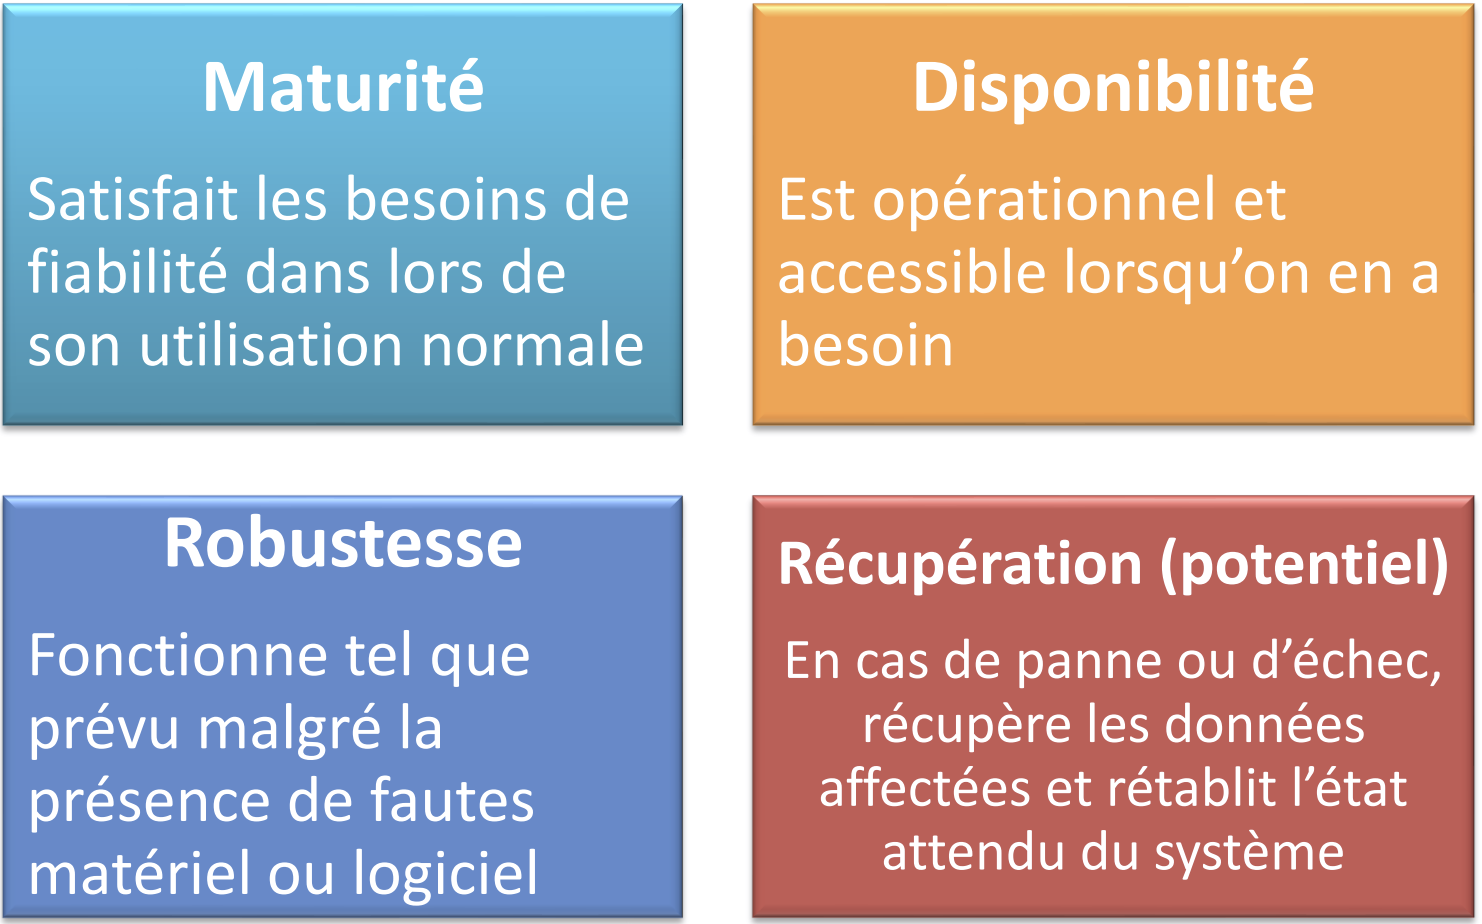 Maturité
Satisfait les besoins de
fiabilité dans lors de
son utilisation normale
Disponibilité
Est opérationnel et
accessible lorsqu’on en a
besoin
Robustesse
Fonctionne tel que
prévu malgré la
présence de fautes
matériel ou logiciel
Récupération (potentiel)
En cas de panne ou d’échec,
récupère les données
affectées et rétablit l’état
attendu du système